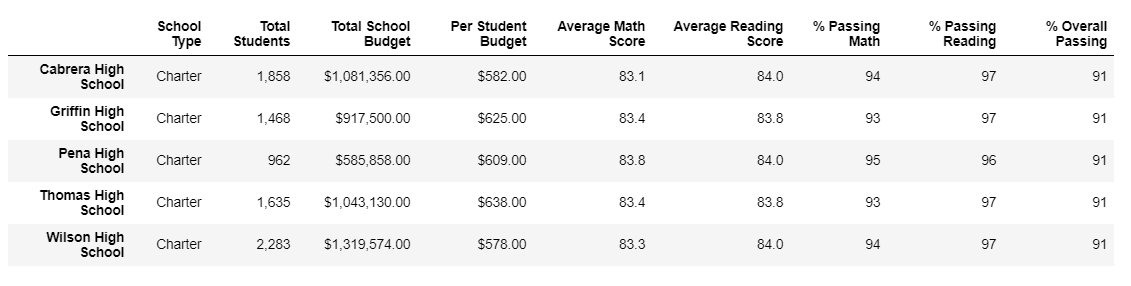 School Type Total Students Total School Budget Per Student Budget Average Math Score Average Reading Score % Passing Math % Passing Reading % Overall Passing
Cabrera High School Charter 1,858 $1,081,356.00 $582.00 83.1 84.0 94 97 91
Griffin High School Charter 1,468 $917,500.00 $625.00 83.4 83.8 93 97 91
Pena High School Charter 962 $585,858.00 $609.00 83.8 84.0 95 96 91
Thomas High School Charter 1,635 $1,043,130.00 $638.00 83.4 83.8 93 97 91
Wilson High School Charter 2,283 $1,319,574.00 $578.00 83.3 84.0 94 97 91